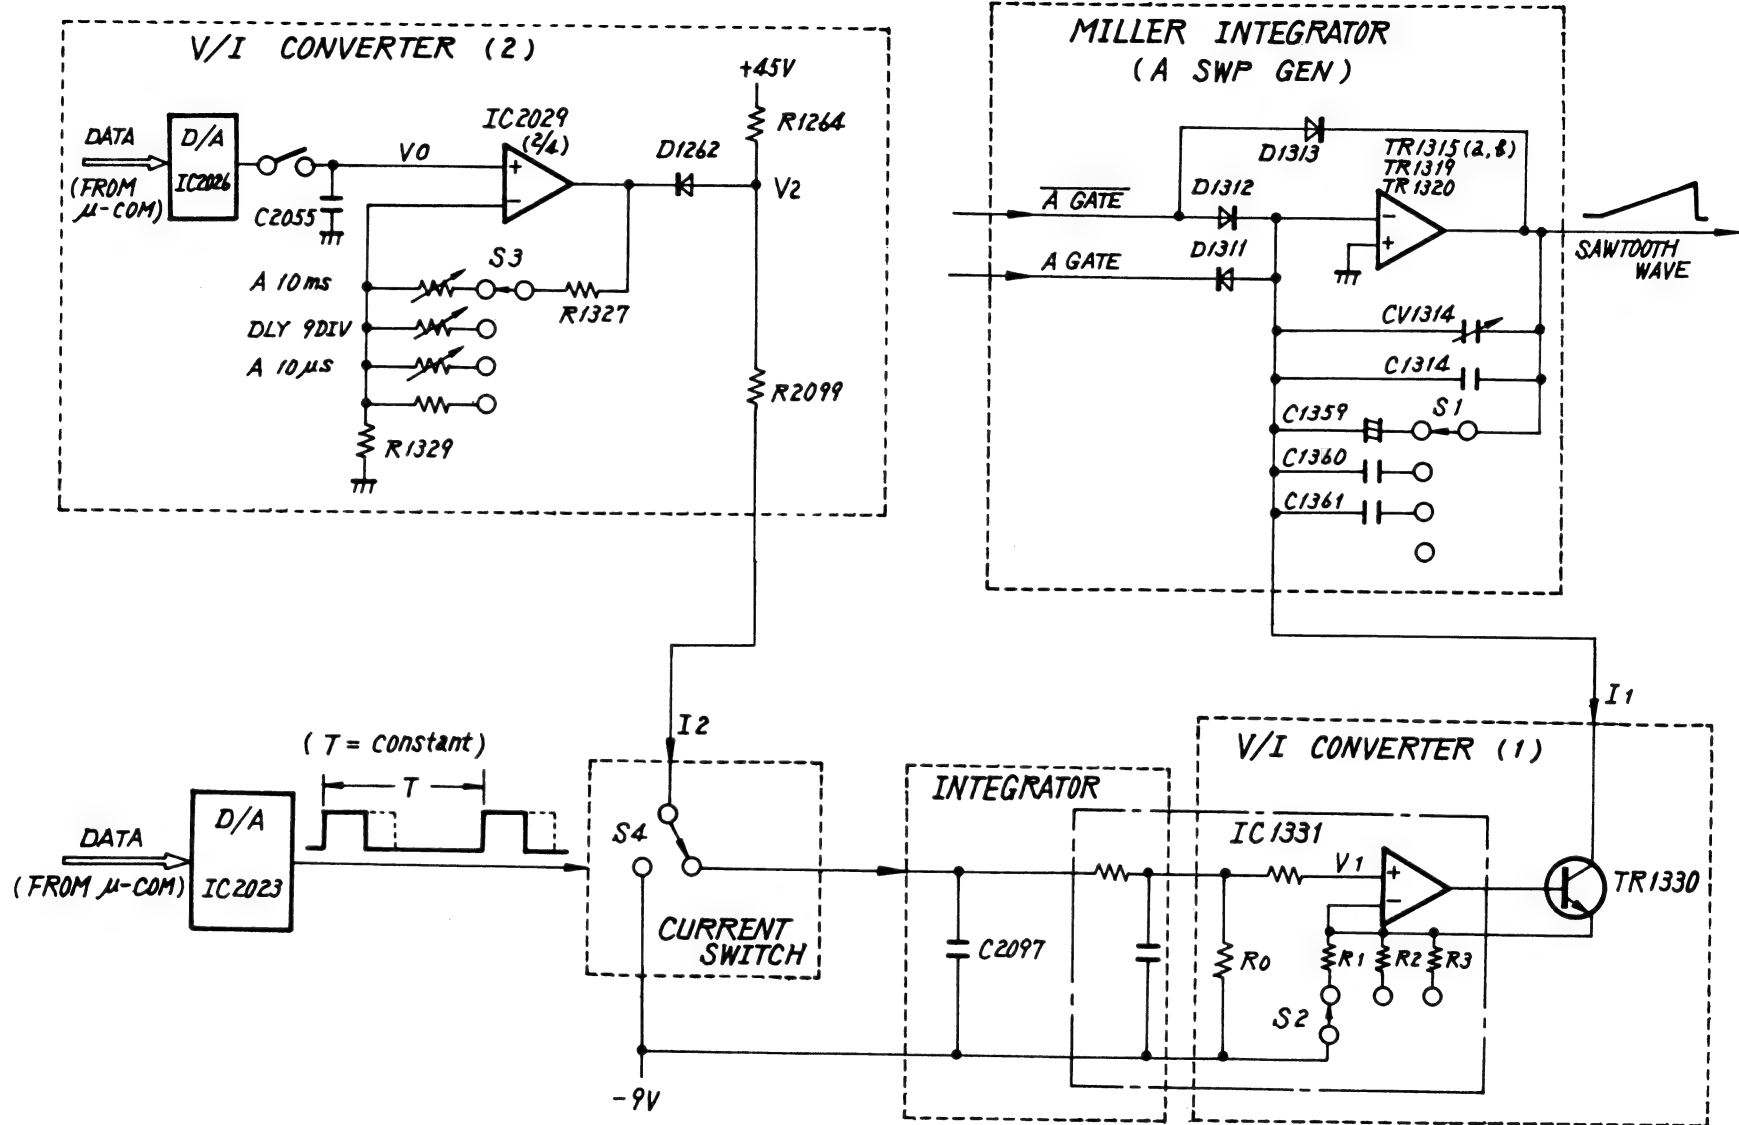 V/I CONVERTER (2)
+45V
R1264
DATA
(FROM
μ-COM)
D/A
IC2026
C2055
V0
IC2029
(2/4)
D1262
V2
S3
A 10ms
R1327
DLY 9DIV
A 10μs
R1329
R2099
MILLER INTEGRATOR
(A SWP GEN)
D1313
TR1315(a,b)
TR1319
TR1320
A GATE
D1312
D1311
A GATE
SAWTOOTH
WAVE
CV1314
C1314
C1359
S1
C1360
C1361
I1
I2
(T = constant)
T
DATA
(FROM μ-COM)
D/A
IC2023
S4
CURRENT
SWITCH
-9V
INTEGRATOR
C2097
V/I CONVERTER (1)
IC1331
V1
TR1330
R0
R1
R2
R3
S2